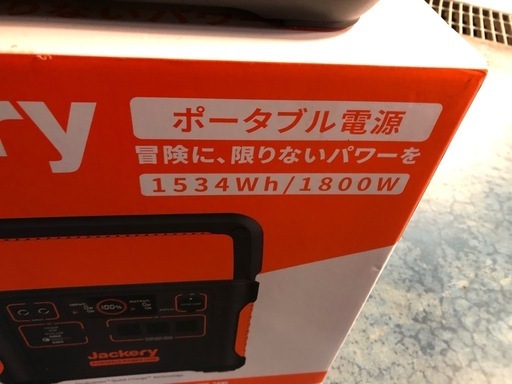 ry
ポータブル電源
冒険に、限りないパワーを
1534Wh/1800W
100%
Jackery